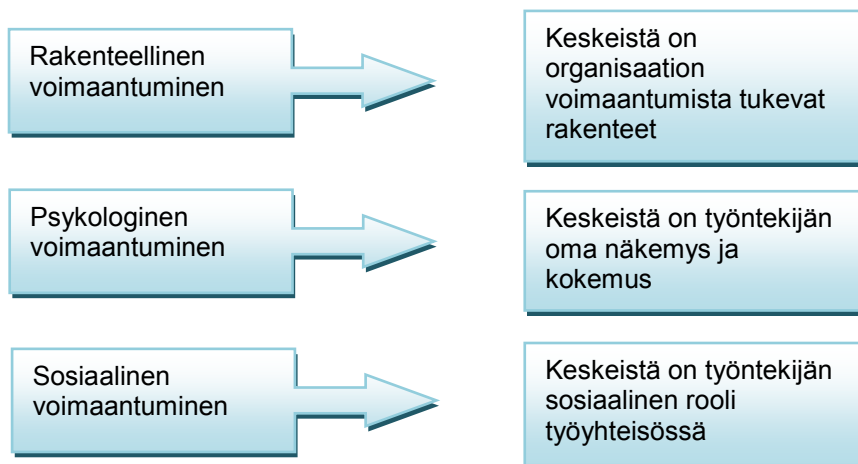 Rakenteellinen
voimaantuminen
Keskeistä on
organisaation
voimaantumista tukevat
rakenteet
Psykologinen
voimaantuminen
Keskeistä on työntekijän
oma näkemys ja
kokemus
Sosiaalinen
voimaantuminen
Keskeistä on työntekijän
sosiaalinen rooli
työyhteisössä